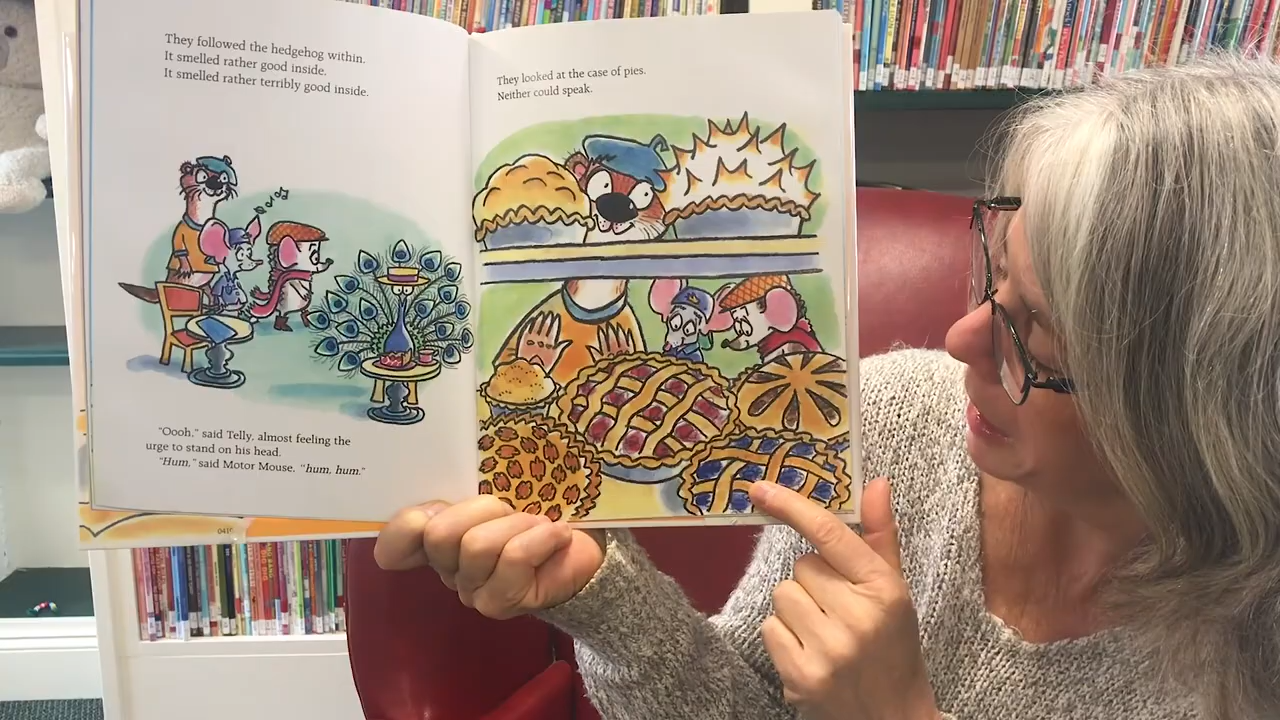 They followed the hedgehog within.
It smelled rather good inside.
It smelled rather terribly good inside.
"Oooh," said Telly, almost feeling the
urge to stand on his head.
"Hum," said Motor Mouse. "hum, hum."
They looked at the case of pies.
Neither could speak.